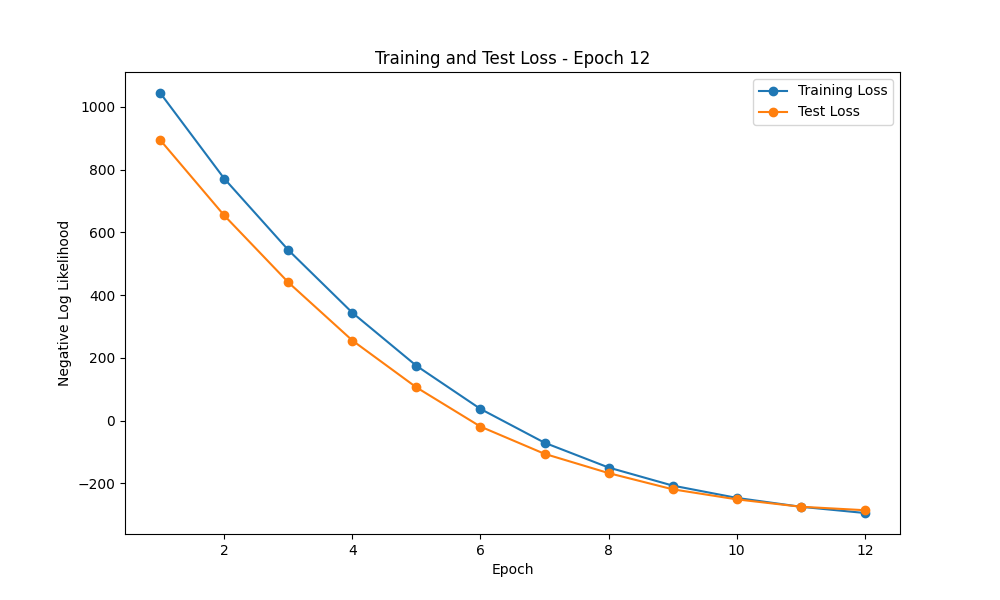 Training and Test Loss - Epoch 12
Training Loss
Test Loss
Negative Log Likelihood
1000
800
600
400
200
0
−200
2 4 6 8 10 12
Epoch